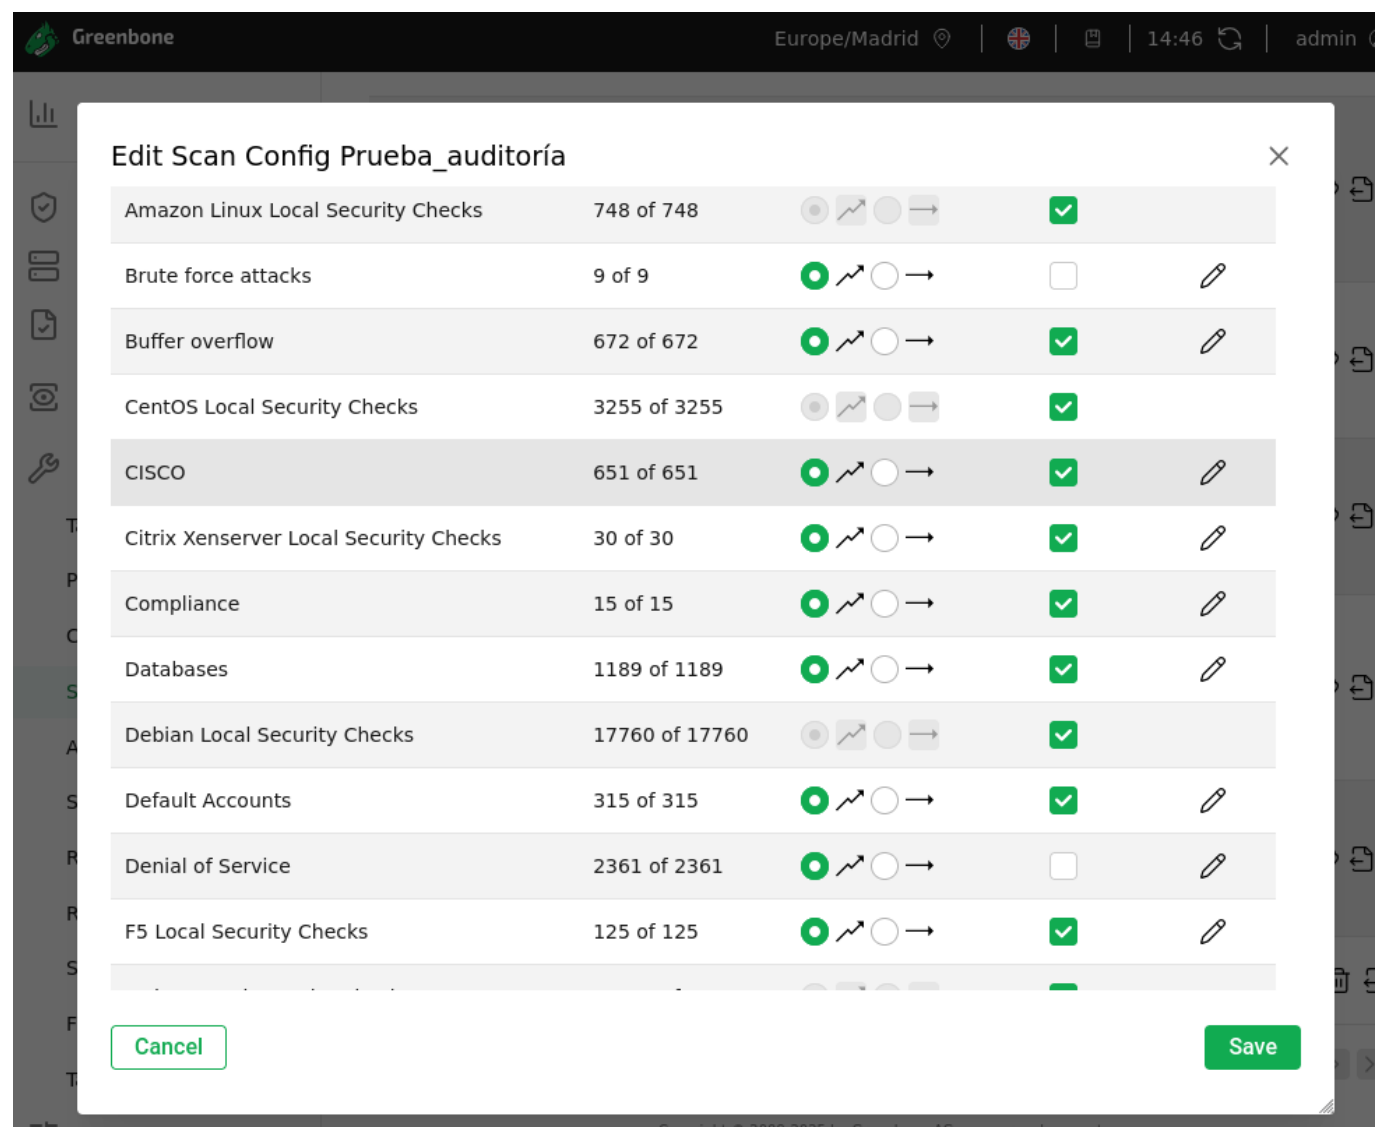 Greenbone
Europe/Madrid
14:46
admin
Edit Scan Config Prueba_auditoría
Amazon Linux Local Security Checks 748 of 748
Brute force attacks 9 of 9
Buffer overflow 672 of 672
CentOS Local Security Checks 3255 of 3255
CISCO 651 of 651
Citrix Xenserver Local Security Checks 30 of 30
Compliance 15 of 15
Databases 1189 of 1189
Debian Local Security Checks 17760 of 17760
Default Accounts 315 of 315
Denial of Service 2361 of 2361
F5 Local Security Checks 125 of 125
Cancel
Save